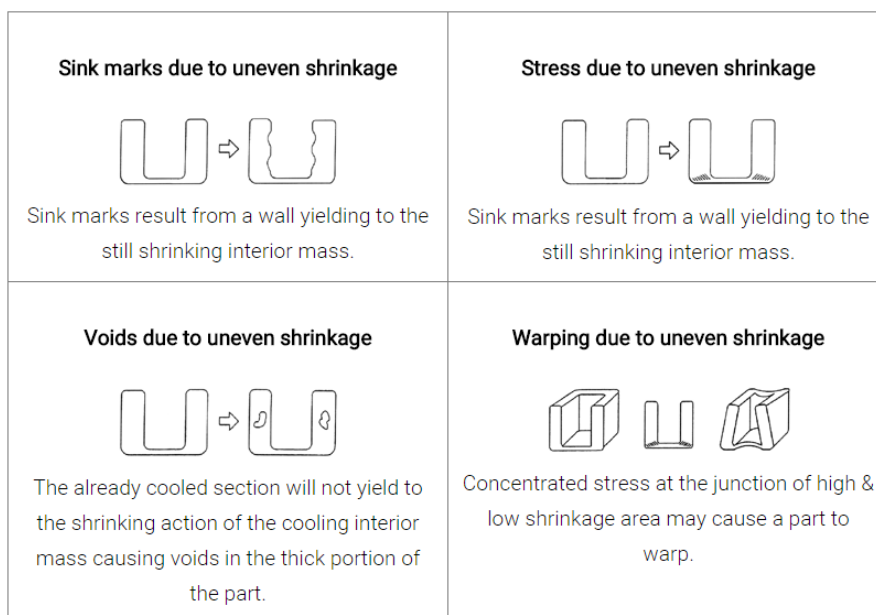 Sink marks due to uneven shrinkage
Sink marks result from a wall yielding to the
still shrinking interior mass.
Stress due to uneven shrinkage
Sink marks result from a wall yielding to the
still shrinking interior mass.
Voids due to uneven shrinkage
The already cooled section will not yield to
the shrinking action of the cooling interior
mass causing voids in the thick portion of
the part.
Warping due to uneven shrinkage
Concentrated stress at the junction of high &
low shrinkage area may cause a part to
warp.